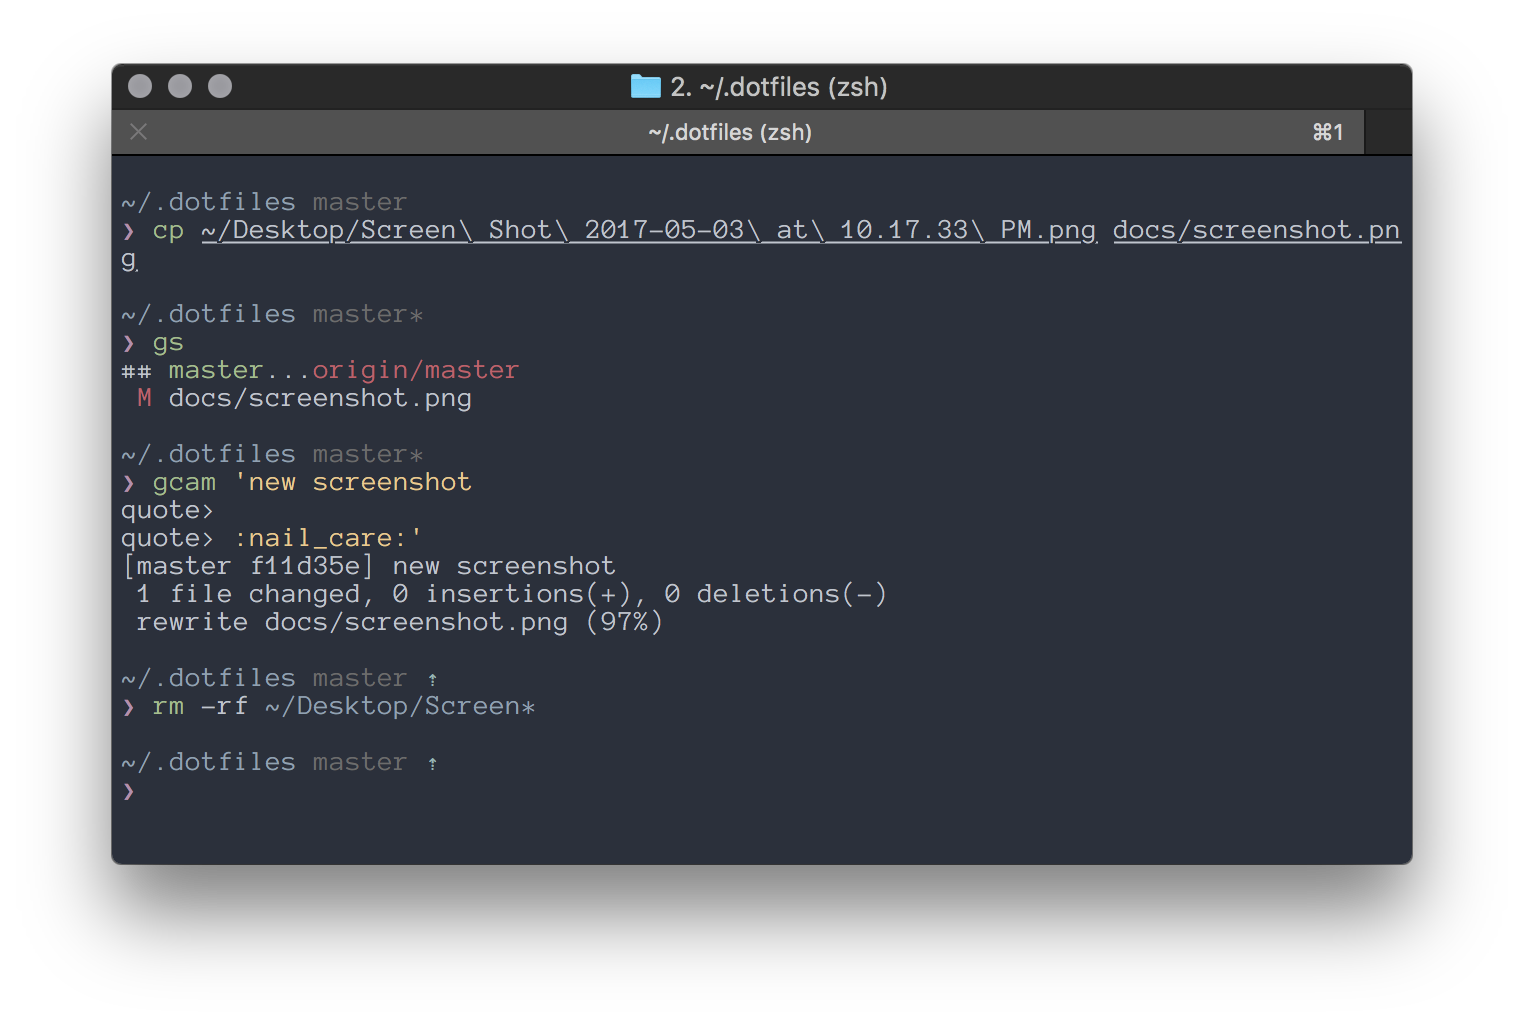 2. ~/.dotfiles (zsh)
~/.dotfiles (zsh) ⌘1
~/.dotfiles master
❯ cp ~/Desktop/Screen\ Shot\ 2017-05-03\ at\ 10.17.33\ PM.png docs/screenshot.pn
g
~/.dotfiles master*
❯ gs
## master...origin/master
 M docs/screenshot.png
~/.dotfiles master*
❯ gcam 'new screenshot
quote>
quote> :nail_care:'
[master f11d35e] new screenshot
 1 file changed, 0 insertions(+), 0 deletions(-)
 rewrite docs/screenshot.png (97%)
~/.dotfiles master ⇡
❯ rm -rf ~/Desktop/Screen*
~/.dotfiles master ⇡
❯